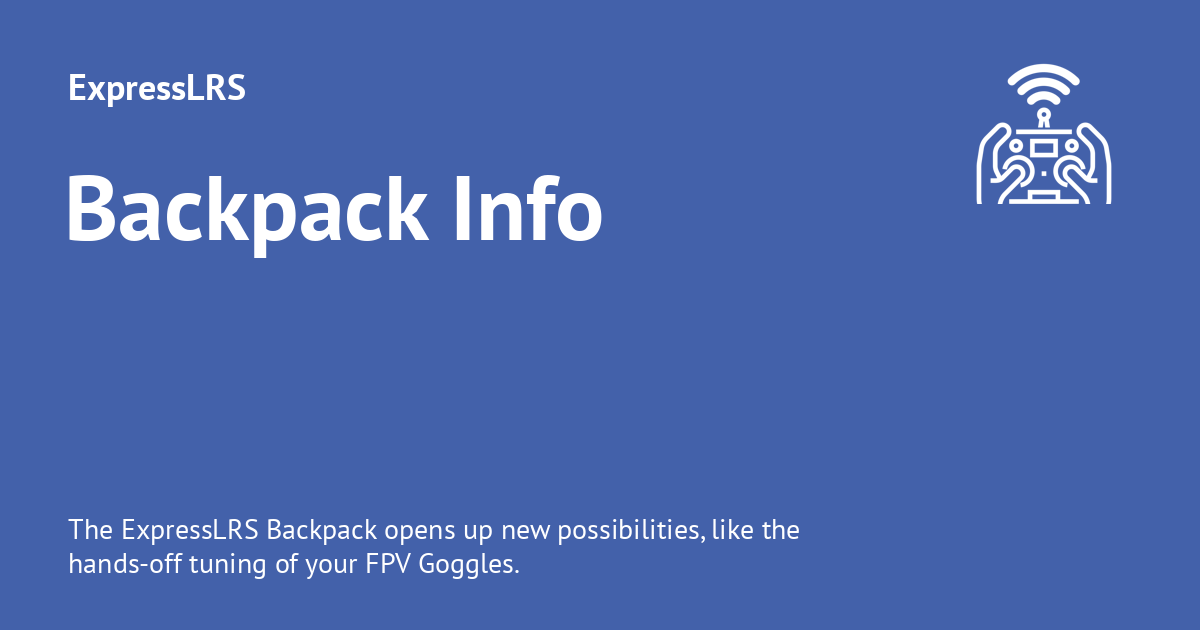 ExpressLRS
Backpack Info
The ExpressLRS Backpack opens up new possibilities, like the
hands-off tuning of your FPV Goggles.